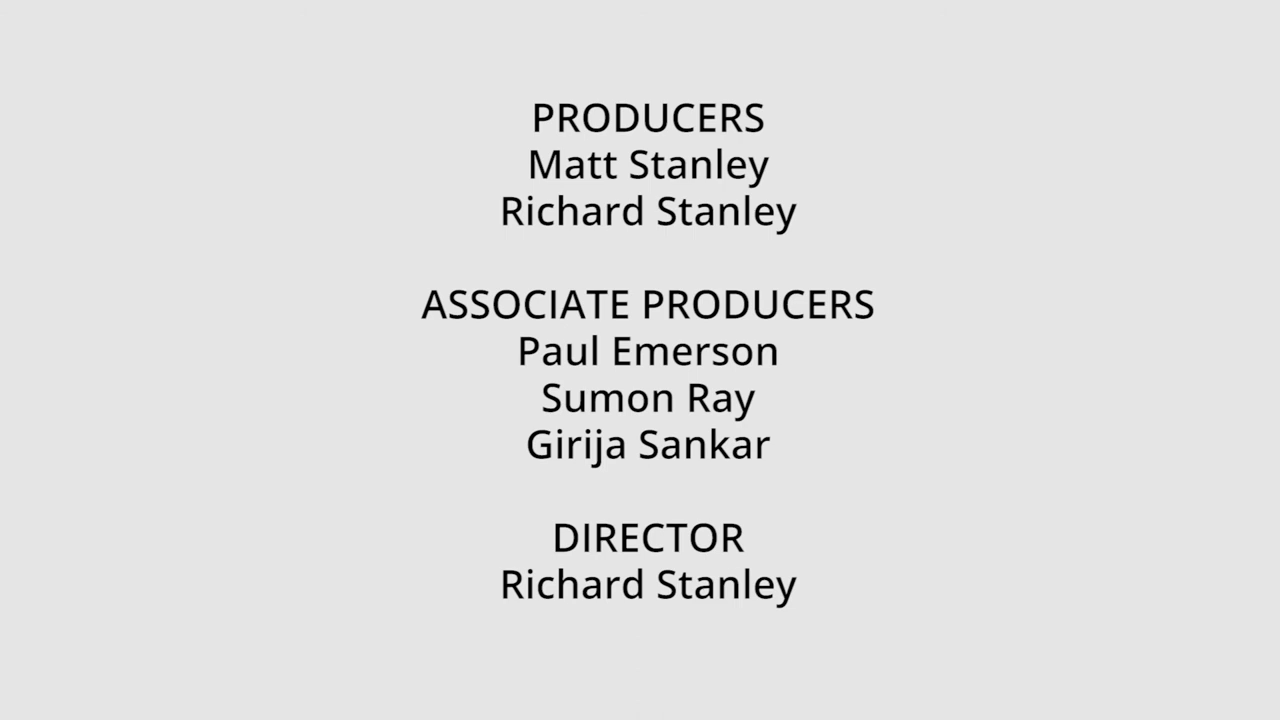 PRODUCERS
Matt Stanley
Richard Stanley
ASSOCIATE PRODUCERS
Paul Emerson
Sumon Ray
Girija Sankar
DIRECTOR
Richard Stanley